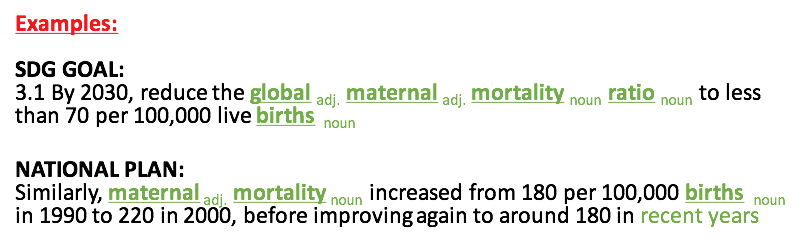 Examples:
SDG GOAL:
3.1 By 2030, reduce the global adj. maternal adj. mortality noun ratio noun to less
than 70 per 100,000 live births noun
NATIONAL PLAN:
Similarly, maternal adj. mortality noun increased from 180 per 100,000 births noun
in 1990 to 220 in 2000, before improving again to around 180 in recent years